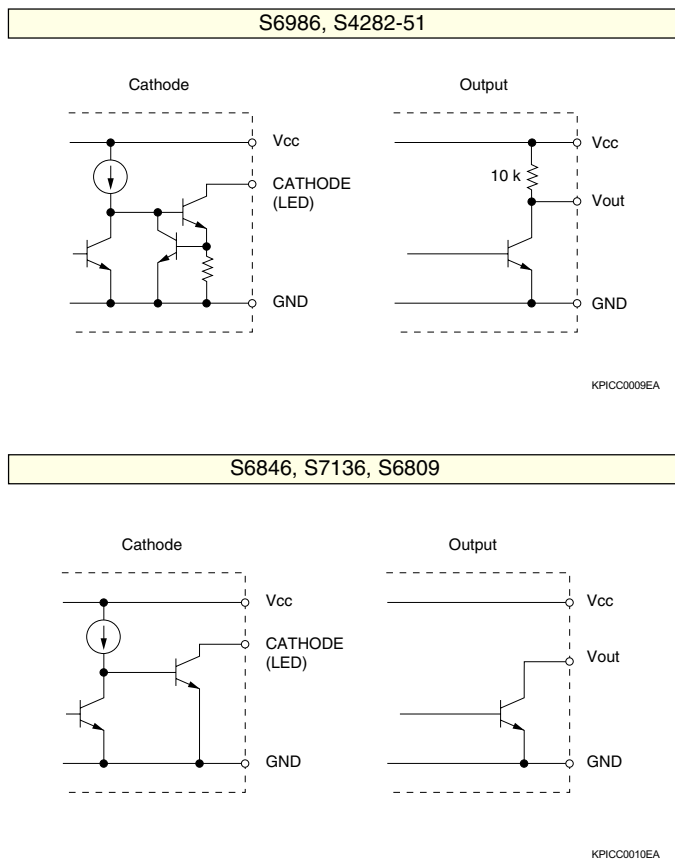 S6986, S4282-51
Cathode
Output
Vcc
CATHODE
(LED)
GND
Vcc
10 k
Vout
GND
KPICC0009EA
S6846, S7136, S6809
Cathode
Output
Vcc
CATHODE
(LED)
GND
Vcc
Vout
GND
KPICC0010EA